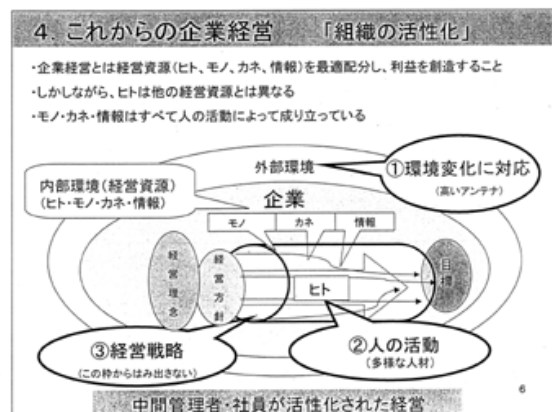 4. これからの企業経営 「組織の活性化」
・企業経営とは経営資源(ヒト、モノ、カネ、情報)を最適配分し、利益を創造すること
・しかしながら、ヒトは他の経営資源とは異なる
・モノ・カネ・情報はすべて人の活動によって成り立っている
外部環境
①環境変化に対応
(高いアンテナ)
内部環境(経営資源)
(ヒト・モノ・カネ・情報)
企業
モノ カネ 情報
経営理念
経営方針
ヒト
目標
③経営戦略
(この枠からはみ出さない)
②人の活動
(多様な人材)
6
中間管理者・社員が活性化された経営